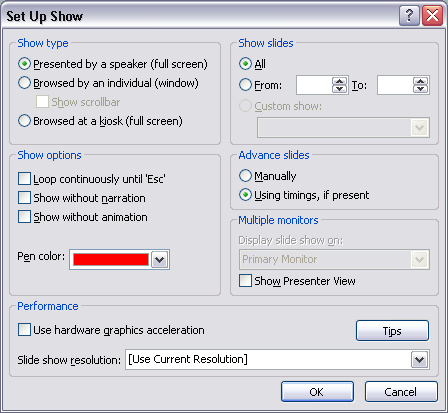 Set Up Show
Show type
Presented by a speaker (full screen)
Browsed by an individual (window)
Show scrollbar
Browsed at a kiosk (full screen)
Show slides
All
From: To:
Custom show:
Show options
Loop continuously until 'Esc'
Show without narration
Show without animation
Pen color:
Advance slides
Manually
Using timings, if present
Multiple monitors
Display slide show on:
Primary Monitor
Show Presenter View
Performance
Use hardware graphics acceleration
Tips
Slide show resolution: [Use Current Resolution]
OK Cancel